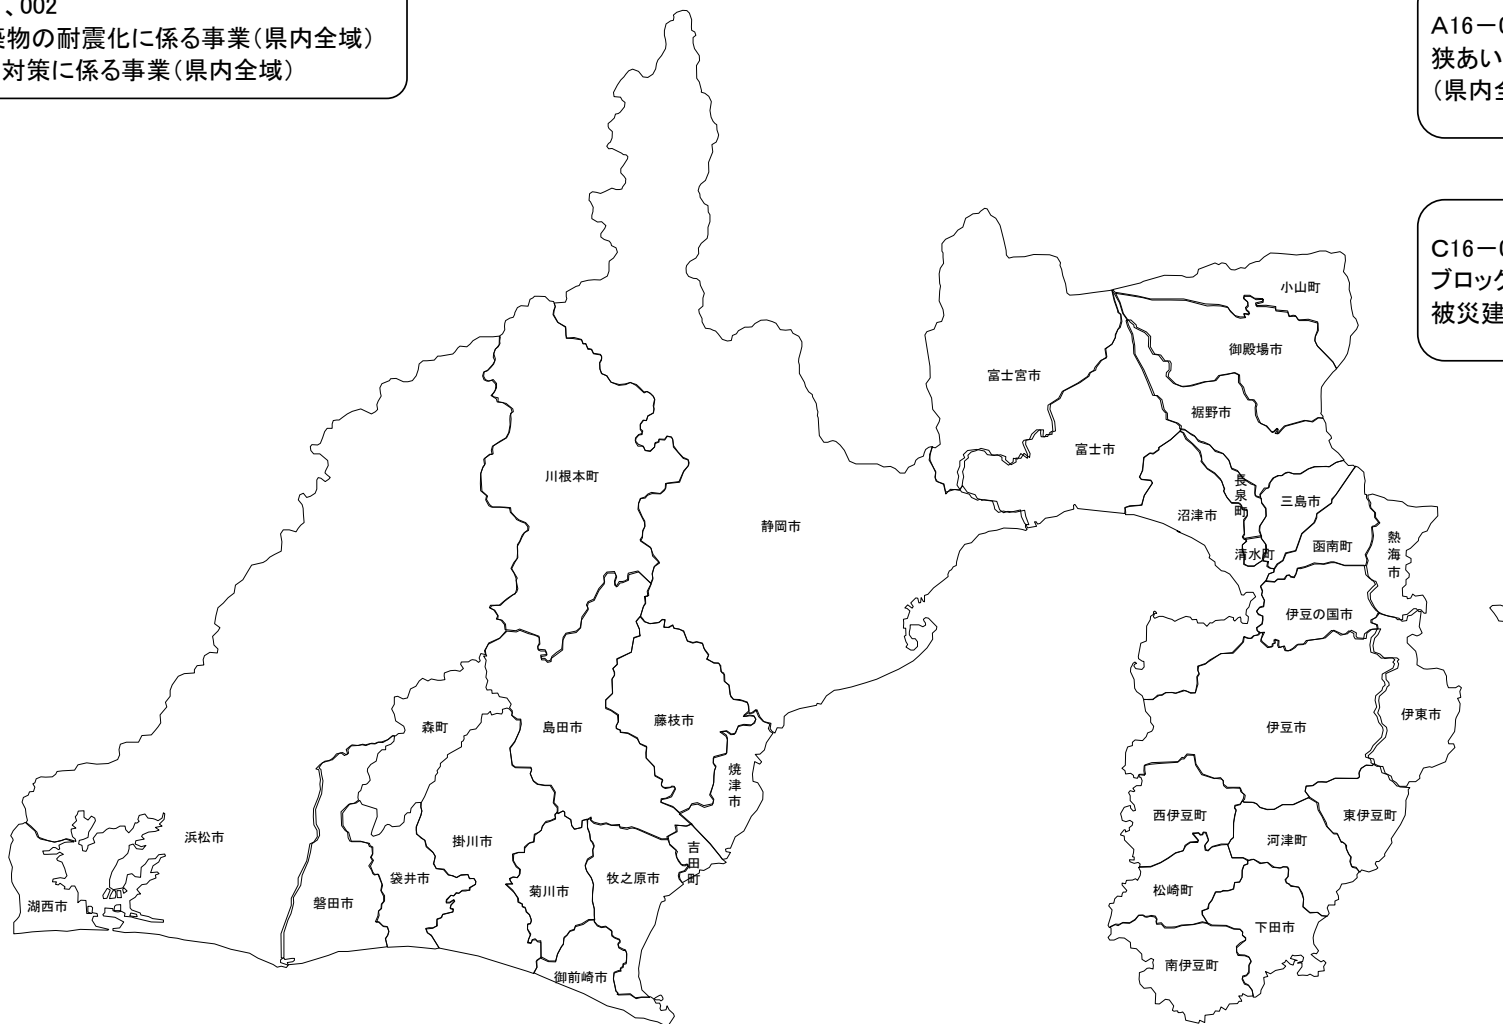 、002
築物の耐震化に係る事業（県内全域）
対策に係る事業（県内全域）
A16－0
狭あい
（県内全
C16－0
ブロック
被災建
小山町
御殿場市
富士宮市
裾野市
富士市
川根本町
長泉町
三島市
沼津市
静岡市
函南町
熱海市
清水町
伊豆の国市
伊東市
藤枝市
森町
島田市
伊豆市
焼津市
西伊豆町
東伊豆町
浜松市
掛川市
河津町
吉田町
袋井市
牧之原市
菊川市
松崎町
磐田市
湖西市
下田市
南伊豆町
御前崎市